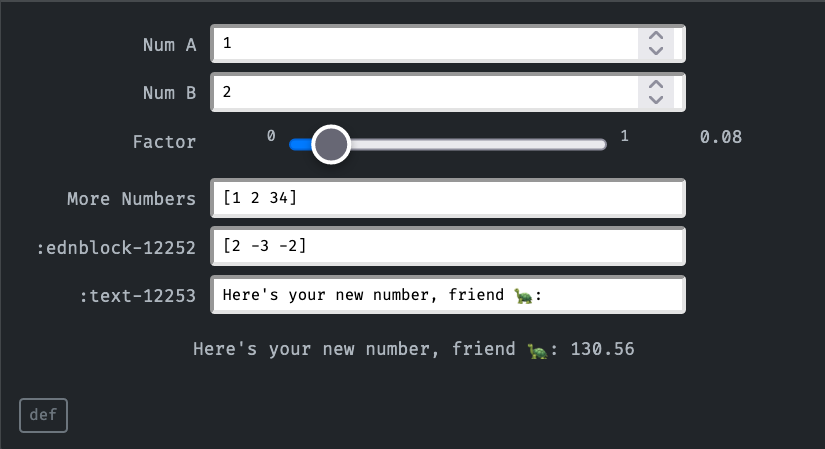 Num A 1
Num B 2
Factor 0 1 0.08
More Numbers [1 2 34]
:ednblock-12252 [2 -3 -2]
:text-12253 Here's your new number, friend 🐢:
Here's your new number, friend 🐢: 130.56
def